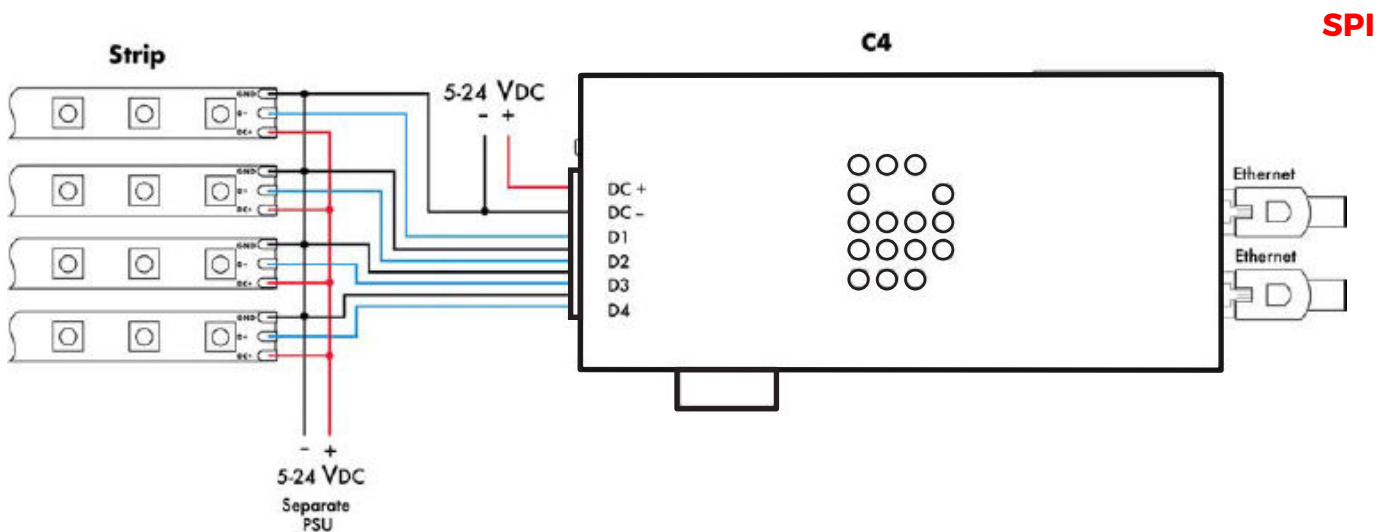 SPI
C4
Strip
GND
D-
DC+
GND
D-
DC+
GND
D-
DC+
GND
D-
DC+
5-24 VDC
- +
DC +
DC -
D1
D2
D3
D4
Ethernet
Ethernet
- +
5-24 VDC
Separate
PSU